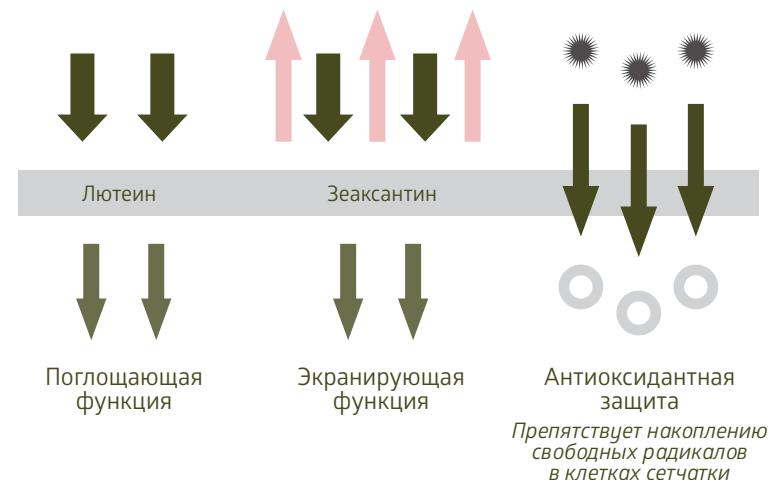 Лютеин
Зеаксантин
Поглощающая
функция
Экранирующая
функция
Антиоксидантная
защита
Препятствует накоплению
свободных радикалов
в клетках сетчатки